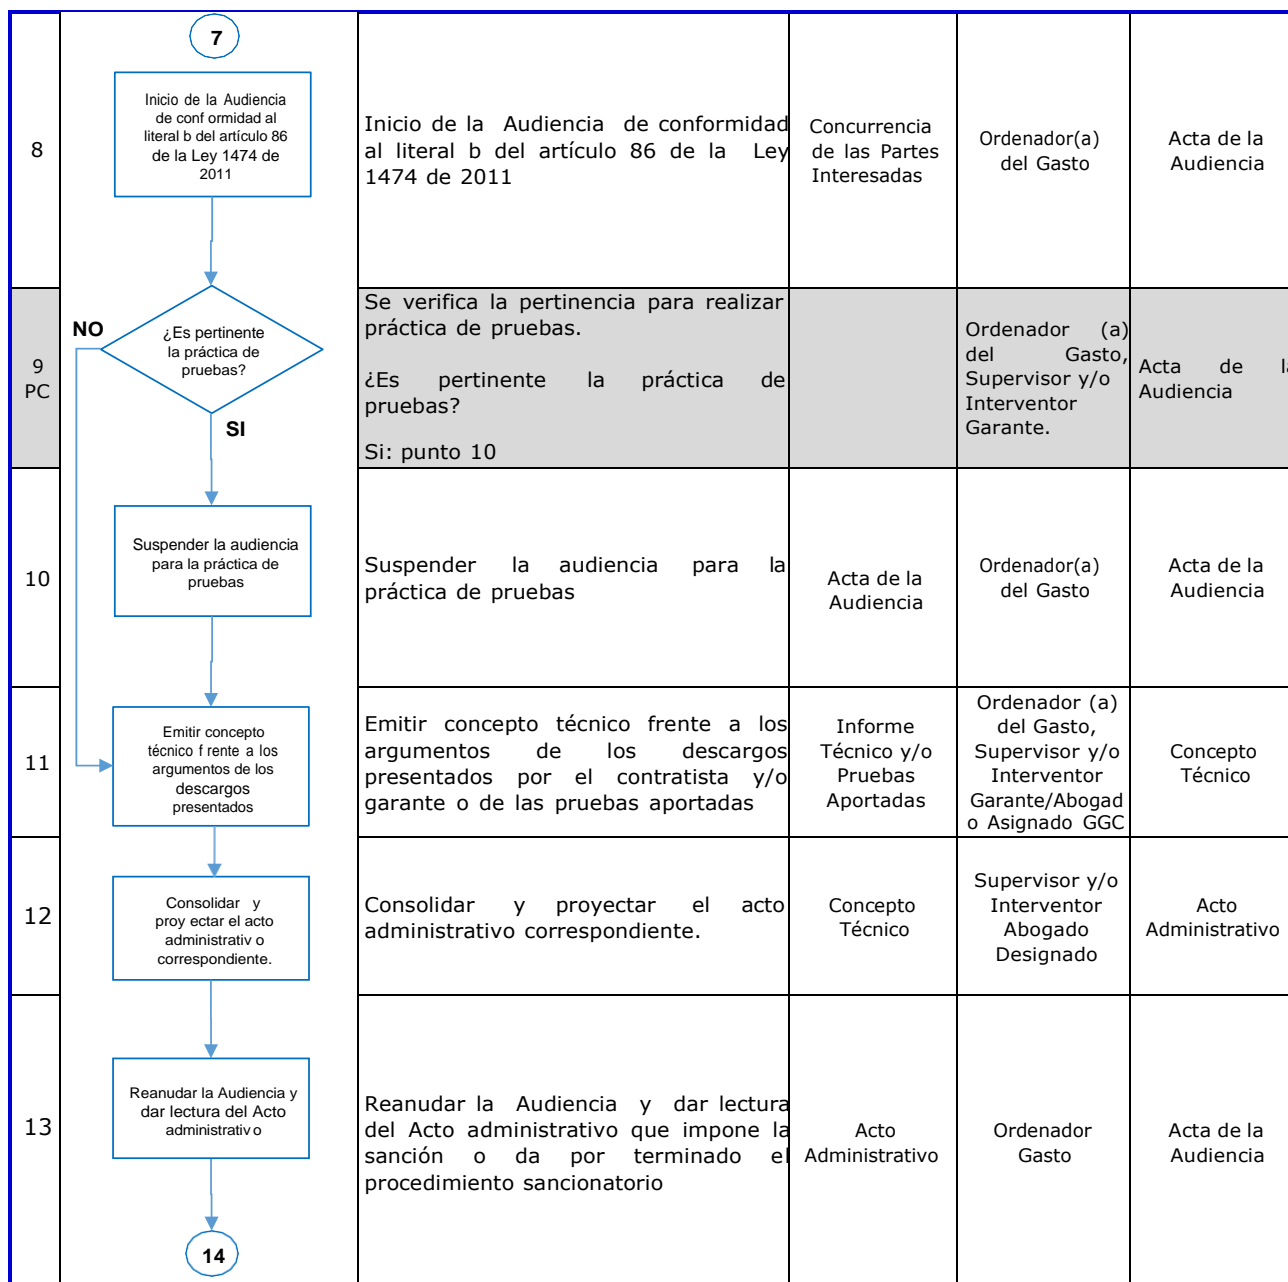 7
8
Inicio de la Audiencia
de conf ormidad al
literal b del artículo 86
de la Ley 1474 de
2011
Inicio de la Audiencia de conformidad
al literal b del artículo 86 de la Ley
1474 de 2011
Concurrencia
de las Partes
Interesadas
Ordenador(a)
del Gasto
Acta de la
Audiencia
9
PC
NO
¿Es pertinente
la práctica de
pruebas?
SI
Se verifica la pertinencia para realizar
práctica de pruebas.
¿Es pertinente la práctica de
pruebas?
Si: punto 10
Ordenador (a)
del Gasto,
Supervisor y/o
Interventor
Garante.
Acta de la
Audiencia
10
Suspender la audiencia
para la práctica de
pruebas
Suspender la audiencia para la
práctica de pruebas
Acta de la
Audiencia
Ordenador(a)
del Gasto
Acta de la
Audiencia
11
Emitir concepto
técnico f rente a los
argumentos de los
descargos
presentados
Emitir concepto técnico frente a los
argumentos de los descargos
presentados por el contratista y/o
garante o de las pruebas aportadas
Informe
Técnico y/o
Pruebas
Aportadas
Ordenador (a)
del Gasto,
Supervisor y/o
Interventor
Garante/Abogad
o Asignado GGC
Concepto
Técnico
12
Consolidar y
proy ectar el acto
administrativ o
correspondiente.
Consolidar y proyectar el acto
administrativo correspondiente.
Concepto
Técnico
Supervisor y/o
Interventor
Abogado
Designado
Acto
Administrativo
13
Reanudar la Audiencia y
dar lectura del Acto
administrativ o
Reanudar la Audiencia y dar lectura
del Acto administrativo que impone la
sanción o da por terminado el
procedimiento sancionatorio
Acto
Administrativo
Ordenador
Gasto
Acta de la
Audiencia
14